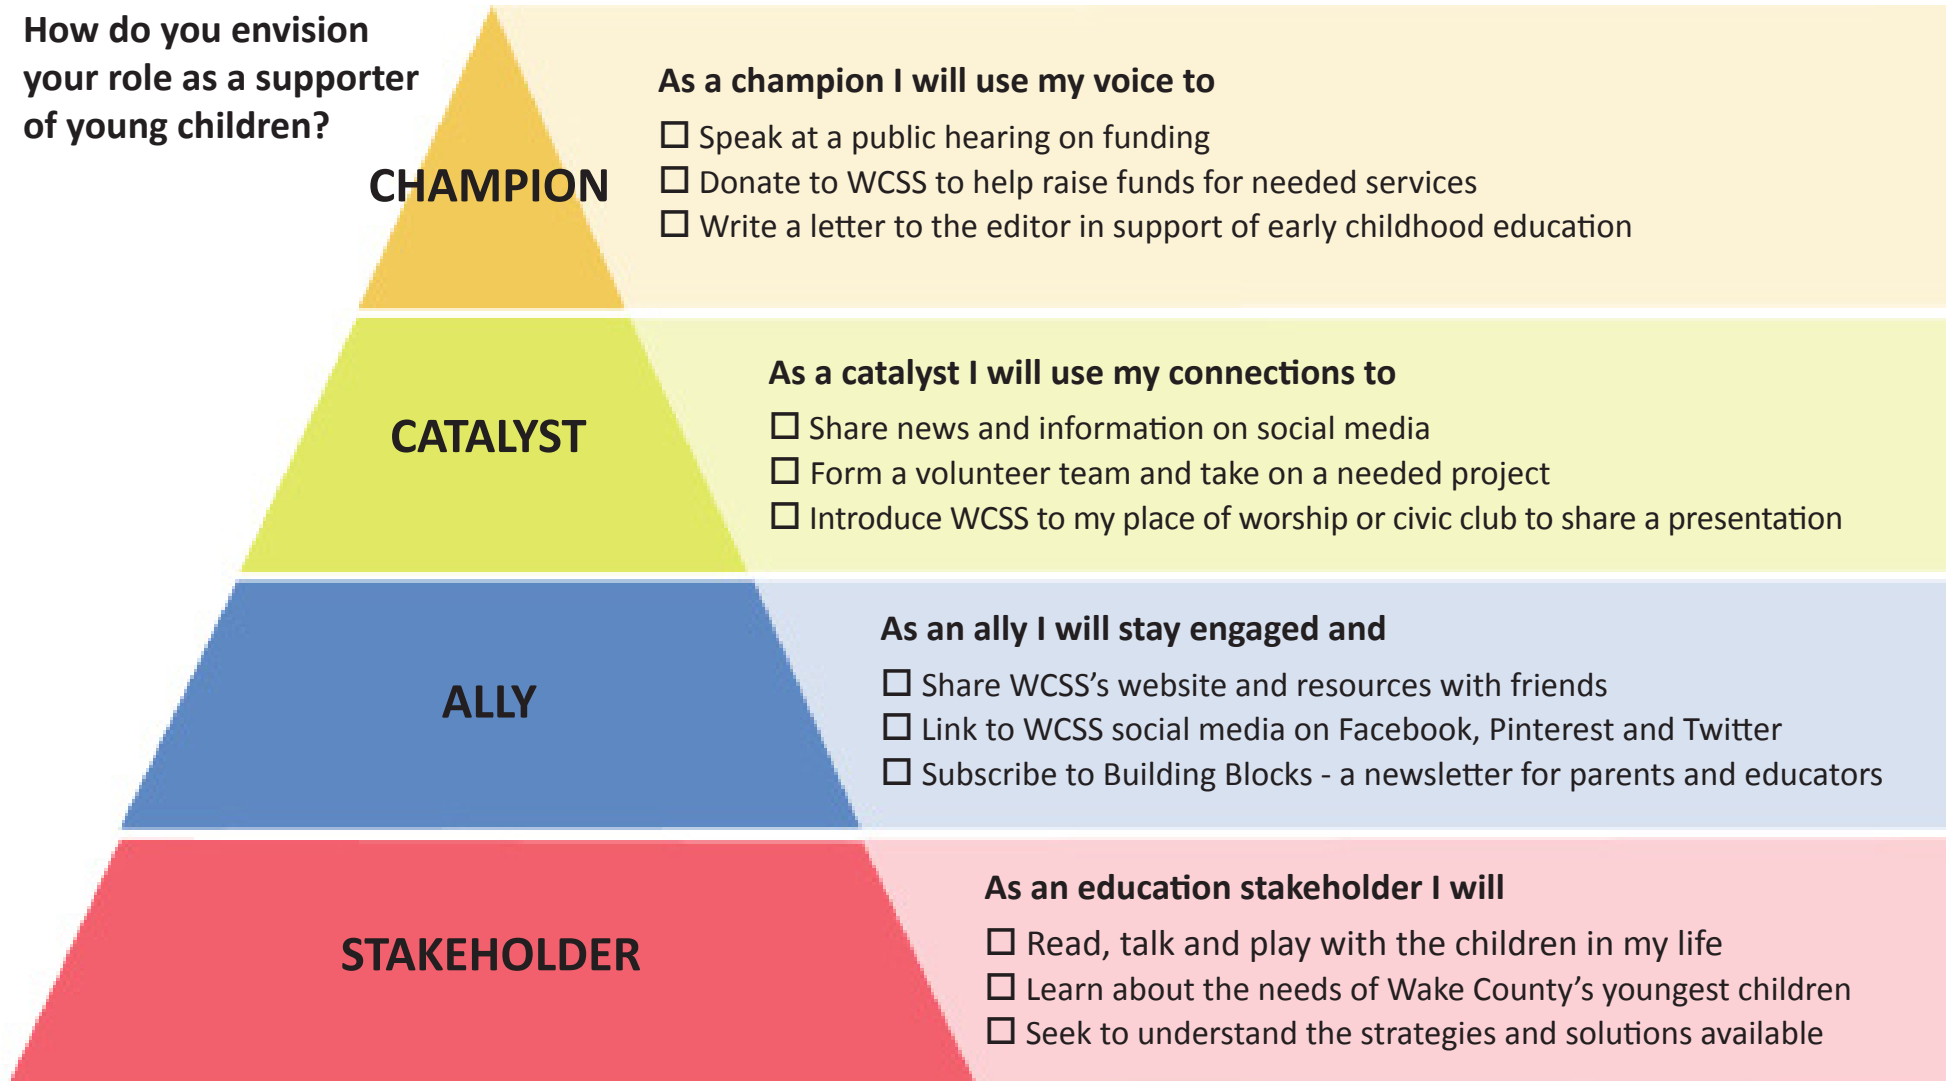 How do you envision
your role as a supporter
of young children?
CHAMPION
As a champion I will use my voice to
☐ Speak at a public hearing on funding
☐ Donate to WCSS to help raise funds for needed services
☐ Write a letter to the editor in support of early childhood education
CATALYST
As a catalyst I will use my connections to
☐ Share news and information on social media
☐ Form a volunteer team and take on a needed project
☐ Introduce WCSS to my place of worship or civic club to share a presentation
ALLY
As an ally I will stay engaged and
☐ Share WCSS’s website and resources with friends
☐ Link to WCSS social media on Facebook, Pinterest and Twitter
☐ Subscribe to Building Blocks - a newsletter for parents and educators
STAKEHOLDER
As an education stakeholder I will
☐ Read, talk and play with the children in my life
☐ Learn about the needs of Wake County’s youngest children
☐ Seek to understand the strategies and solutions available